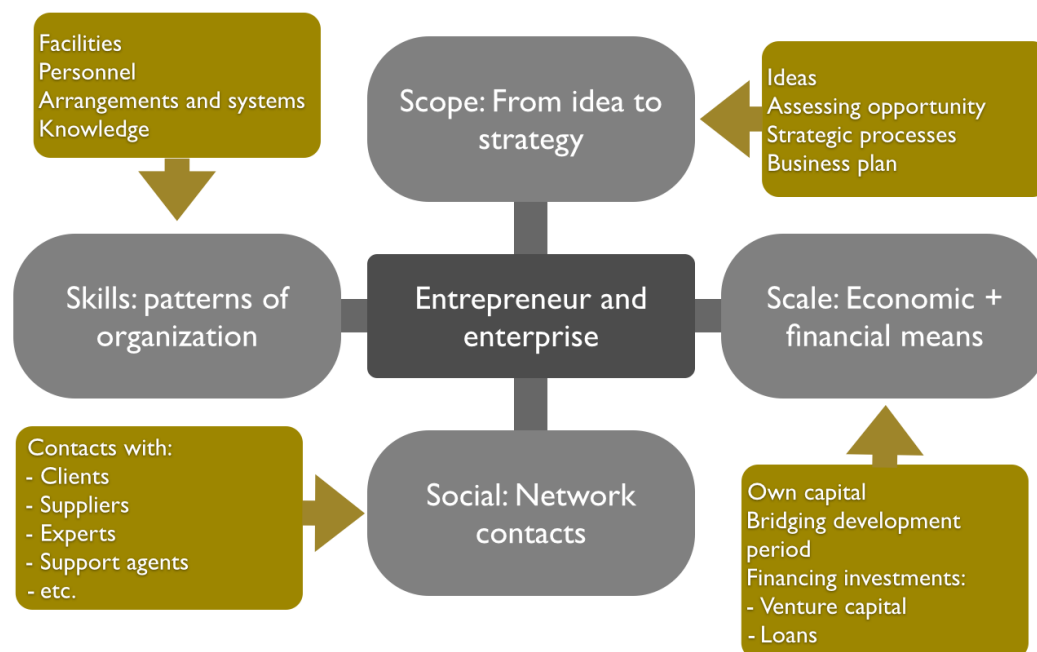 Facilities
Personnel
Arrangements and systems
Knowledge
Scope: From idea to
strategy
Ideas
Assessing opportunity
Strategic processes
Business plan
Skills: patterns of
organization
Entrepreneur and
enterprise
Scale: Economic +
financial means
Contacts with:
- Clients
- Suppliers
- Experts
- Support agents
- etc.
Social: Network
contacts
Own capital
Bridging development
period
Financing investments:
- Venture capital
- Loans